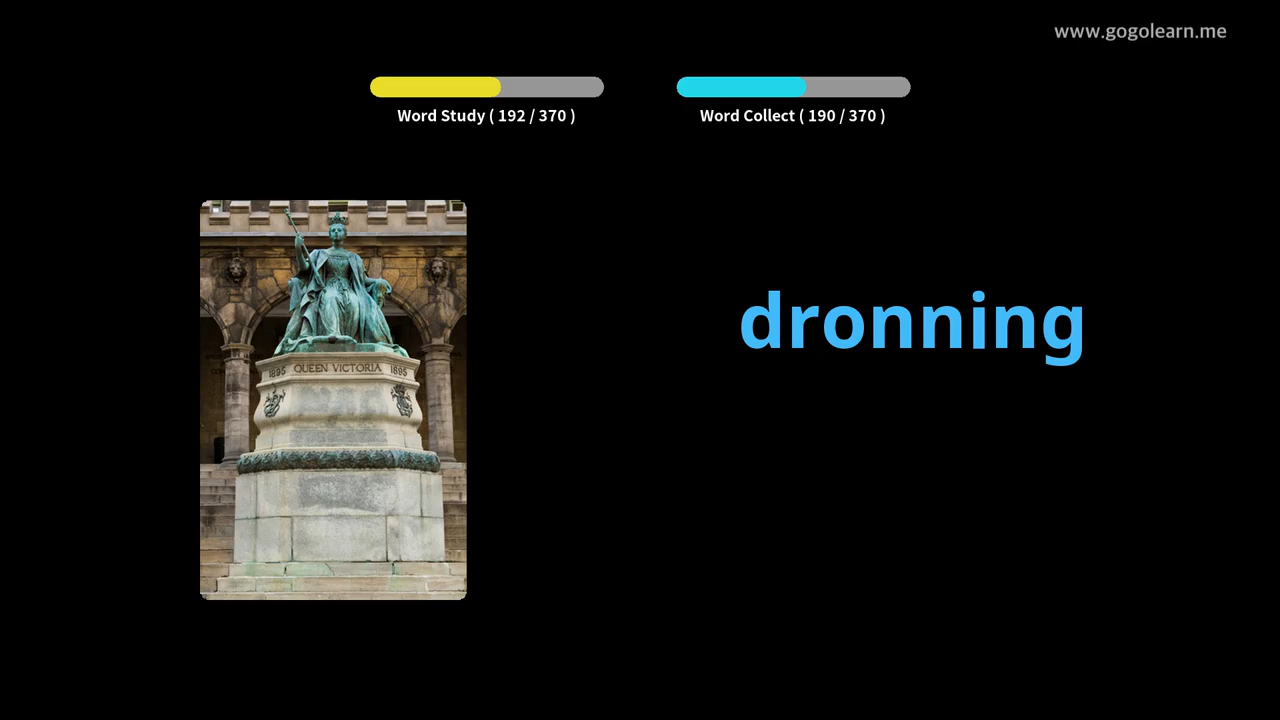 www.gogolearn.me
Word Study ( 192 / 370 )
Word Collect ( 190 / 370 )
dronning
1895 QUEEN VICTORIA 1895